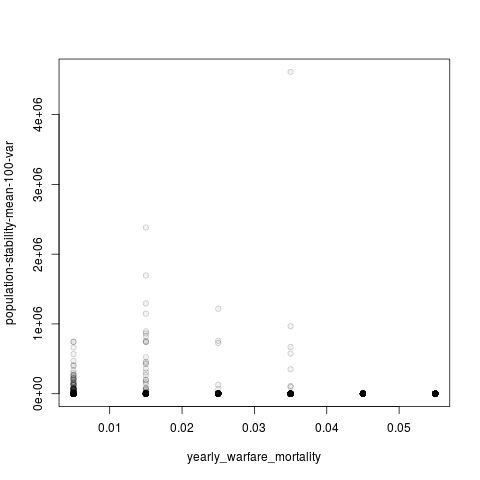 population-stability-mean-100-var
4e+06
3e+06
2e+06
1e+06
0e+00
0.01 0.02 0.03 0.04 0.05
yearly_warfare_mortality